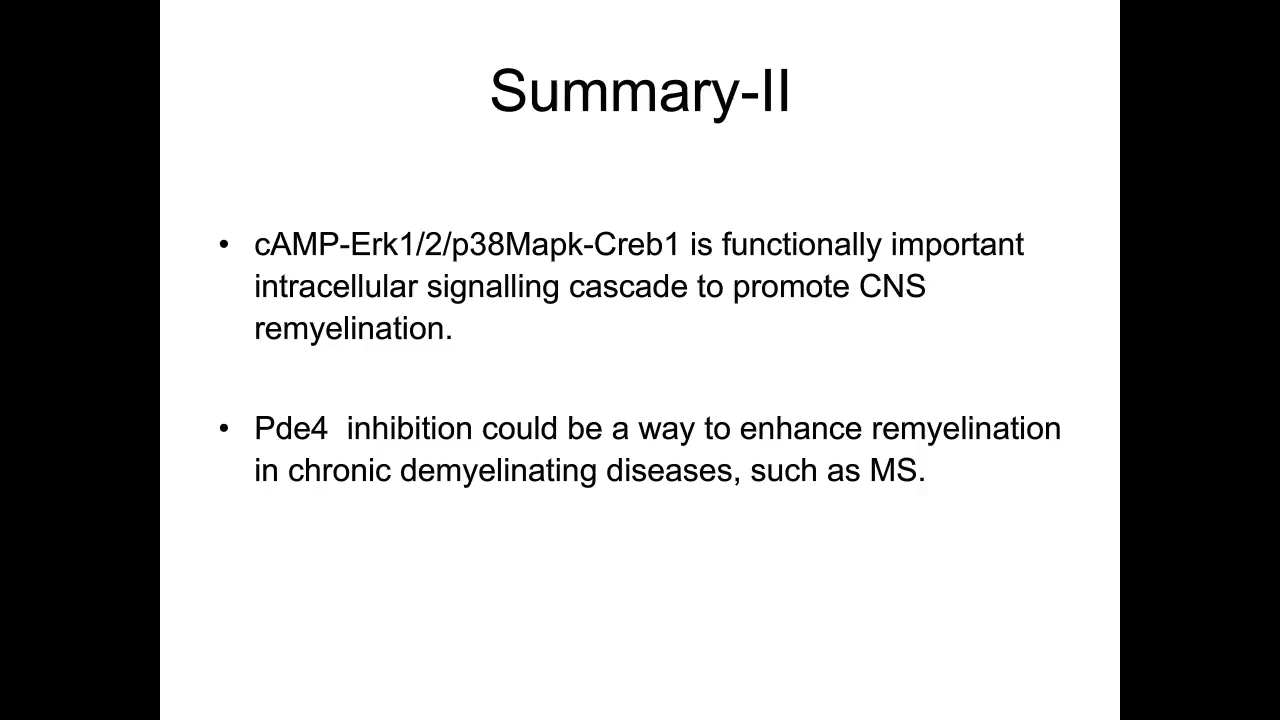 Summary-II
• cAMP-Erk1/2/p38Mapk-Creb1 is functionally important
intracellular signalling cascade to promote CNS
remyelination.
• Pde4  inhibition could be a way to enhance remyelination
in chronic demyelinating diseases, such as MS.